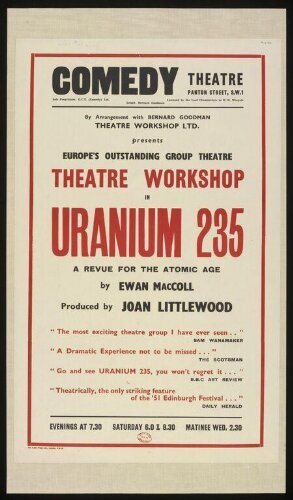 COMEDY THEATRE
PANTON STREET, S.W.1
By Arrangement with BERNARD GOODMAN
THEATRE WORKSHOP LTD.
presents
EUROPE'S OUTSTANDING GROUP THEATRE
THEATRE WORKSHOP
IN
URANIUM 235
A REVUE FOR THE ATOMIC AGE
by EWAN MacCOLL
Produced by JOAN LITTLEWOOD
"The most exciting theatre group I have ever seen . ."
SAM WANAMAKER
"A Dramatic Experience not to be missed . . ."
THE SCOTSMAN
"Go and see URANIUM 235, you won't regret it . . ."
B.B.C. ART REVIEW
"Theatrically, the only striking feature
of the '51 Edinburgh Festival . . ."
DAILY HERALD
EVENINGS AT 7.30 SATURDAY 6.0 & 8.30 MATINEE WED. 2.30